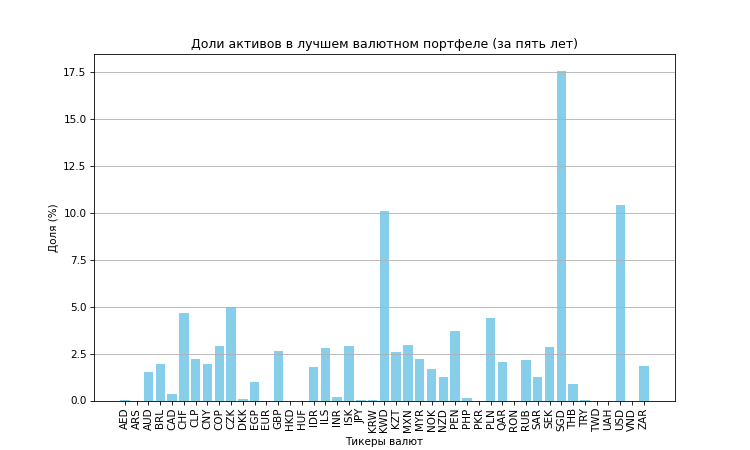 Доли активов в лучшем валютном портфеле (за пять лет)
17.5
15.0
12.5
10.0
7.5
5.0
2.5
0.0
Доля (%)
AED ARS AUD BRL CAD CHF CLP CNY COP CZK DKK EGP EUR GBP HKD HUF IDR ILS INR ISK JPY KRW KWD KZT MXN MYR NOK NZD PEN PHP PKR PLN QAR RON RUB SAR SEK SGD THB TRY TWD UAH USD VND ZAR
Тикеры валют